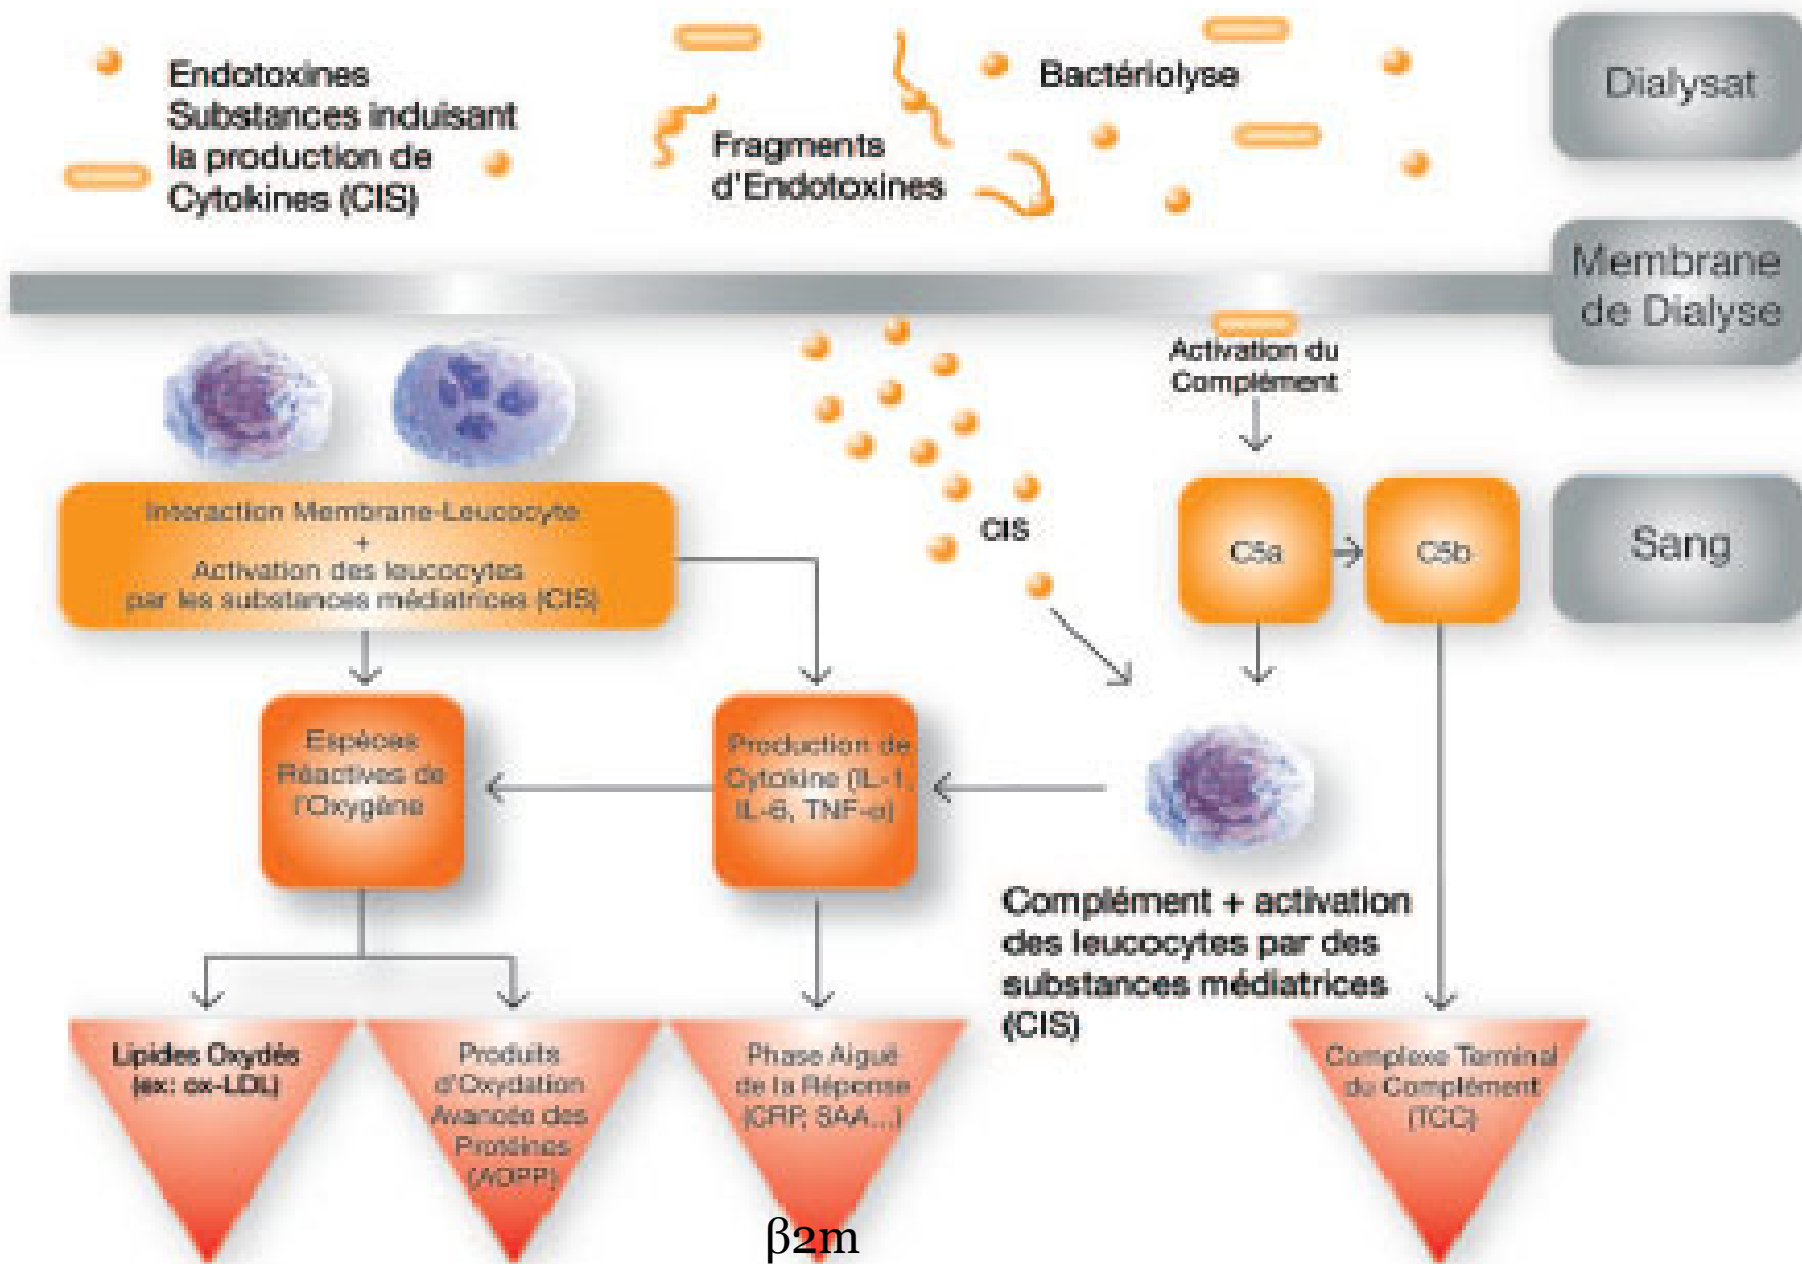 Endotoxines
Substances induisant
la production de
Cytokines (CIS)
Fragments
d'Endotoxines
Bactériolyse
Dialysat
Membrane
de Dialyse
Activation du
Complément
Interaction Membrane-Leucocyte
+
Activation des leucocytes
par les substances médiatrices (CIS)
CIS
C5a
C5b
Sang
Espèces
Réactives de
l'Oxygène
Production de
Cytokine (IL-1,
IL-6, TNF-α)
Complément + activation
des leucocytes par des
substances médiatrices
(CIS)
Lipides Oxydés
(ex: ox-LDL)
Produits
d'Oxydation
Avancée des
Protéines
(AOPP)
Phase Aiguë
de la Réponse
(CRP, SAA...)
β2m
Complexe Terminal
du Complément
(TCC)